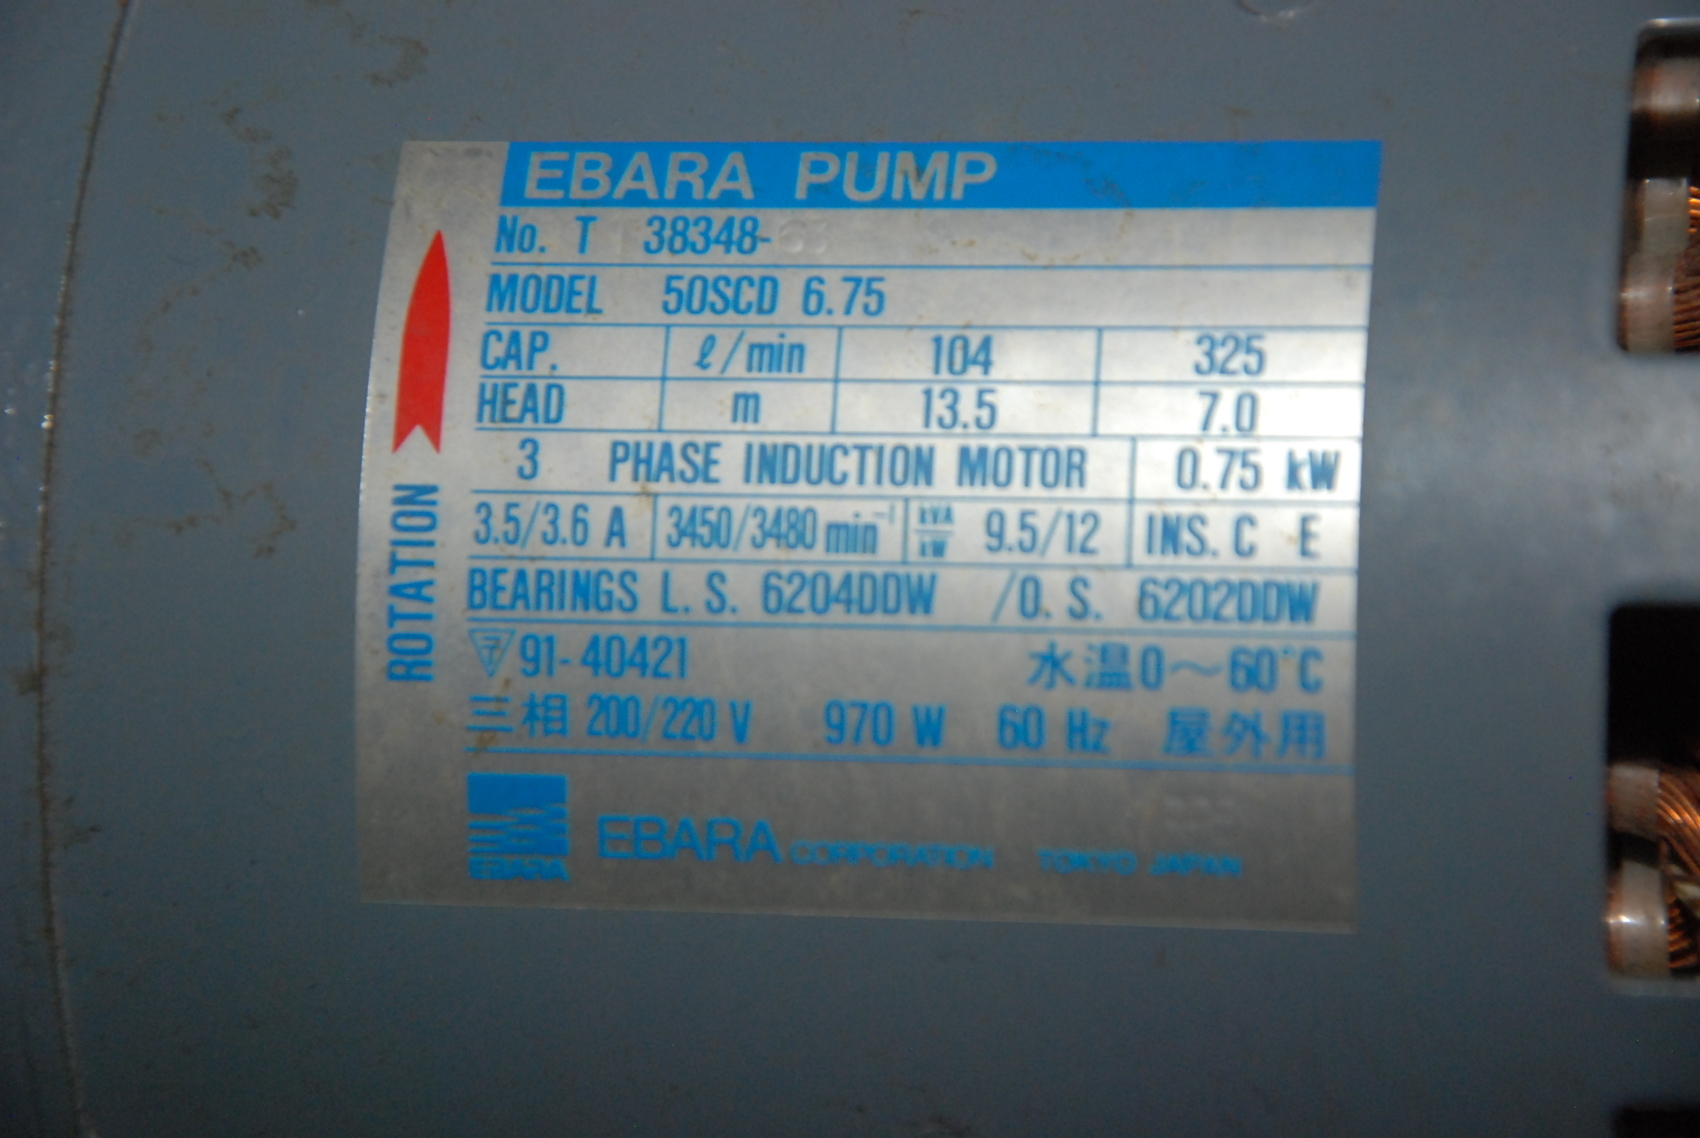 EBARA PUMP
No. T 38348-
MODEL 50SCD 6.75
CAP. ℓ/min 104 325
HEAD m 13.5 7.0
3 PHASE INDUCTION MOTOR 0.75 kW
3.5/3.6 A 3450/3480 min⁻¹ kVA/kW 9.5/12 INS. C E
BEARINGS L. S. 6204DDW /O. S. 6202DDW
〒 91-40421 水温0～60°C
三相 200/220 V 970 W 60 Hz 屋外用
ROTATION
EBARA
EBARA CORPORATION TOKYO JAPAN